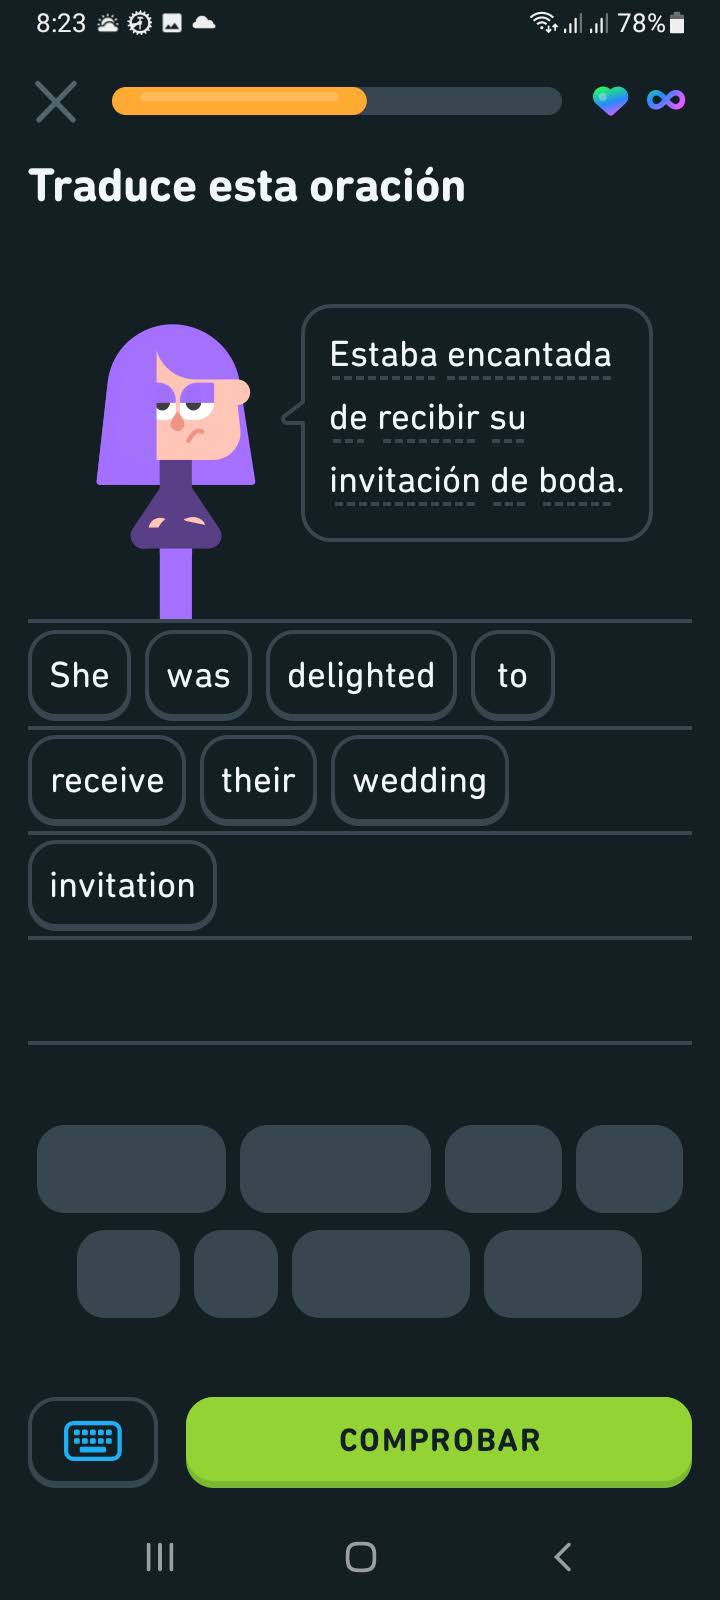 8:23 78%
Traduce esta oración
Estaba encantada
de recibir su
invitación de boda.
She was delighted to
receive their wedding
invitation
COMPROBAR